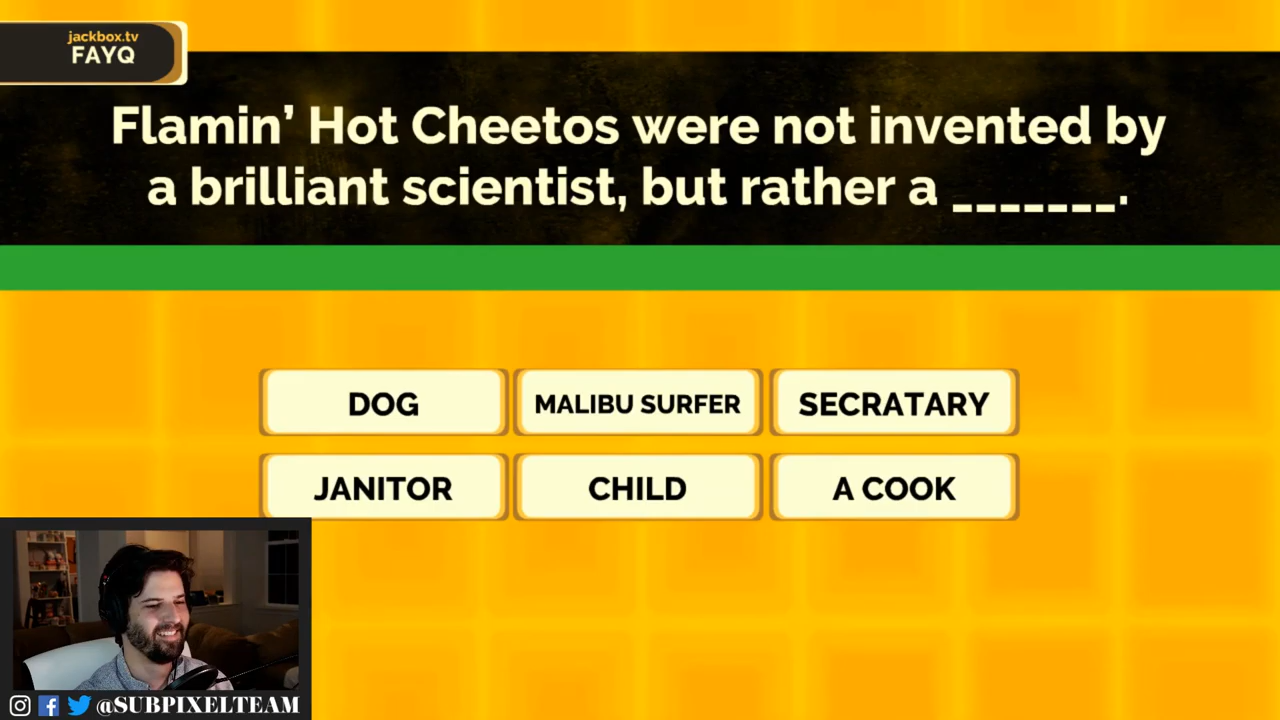 jackbox.tv
FAYQ
Flamin’ Hot Cheetos were not invented by
a brilliant scientist, but rather a _______.
DOG
MALIBU SURFER
SECRATARY
JANITOR
CHILD
A COOK
@SUBPIXELTEAM